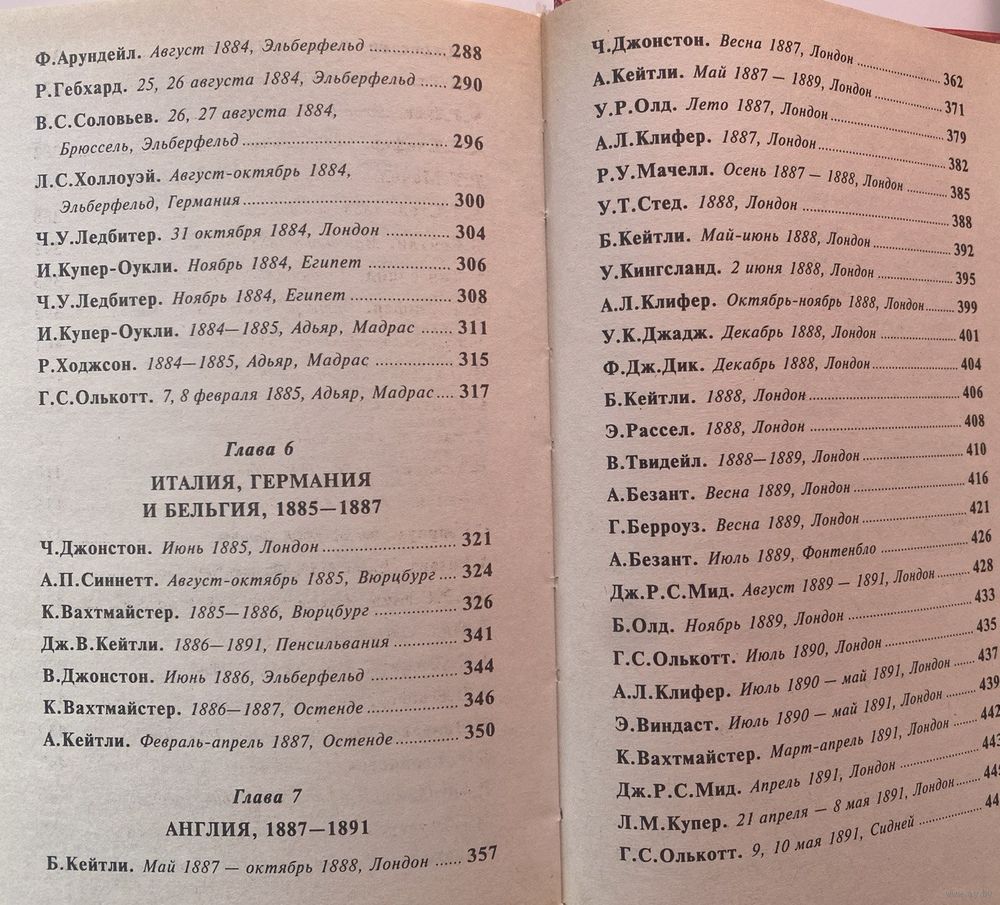 Ф.Арундейл. Август 1884, Эльберфельд ............... 288
Р.Гебхард. 25, 26 августа 1884, Эльберфельд ...... 290
В.С.Соловьев. 26, 27 августа 1884,
Брюссель, Эльберфельд ........................................ 296
Л.С.Холлоуэй. Август-октябрь 1884,
Эльберфельд, Германия ........................................ 300
Ч.У.Ледбитер. 31 октября 1884, Лондон ............ 304
И.Купер-Оукли. Ноябрь 1884, Египет ................ 306
Ч.У.Ледбитер. Ноябрь 1884, Египет ................... 308
И.Купер-Оукли. 1884—1885, Адьяр, Мадрас ...... 311
Р.Ходжсон. 1884—1885, Адьяр, Мадрас ............... 315
Г.С.Олькотт. 7, 8 февраля 1885, Адьяр, Мадрас .... 317
Глава 6
ИТАЛИЯ, ГЕРМАНИЯ
И БЕЛЬГИЯ, 1885—1887
Ч.Джонстон. Июнь 1885, Лондон ........................ 321
А.П.Синнетт. Август-октябрь 1885, Вюрцбург .... 324
К.Вахтмайстер. 1885—1886, Вюрцбург ............... 326
Дж.В.Кейтли. 1886—1891, Пенсильвания ............ 341
В.Джонстон. Июнь 1886, Эльберфельд ............... 344
К.Вахтмайстер. 1886—1887, Остенде .................. 346
А.Кейтли. Февраль-апрель 1887, Остенде ............ 350
Глава 7
АНГЛИЯ, 1887—1891
Б.Кейтли. Май 1887 — октябрь 1888, Лондон ...... 357
Ч.Джонстон. Весна 1887, Лондон .................. 362
А.Кейтли. Май 1887 — 1889, Лондон ............... 371
У.Р.Олд. Лето 1887, Лондон ........................ 379
А.Л.Клифер. 1887, Лондон ........................... 382
Р.У.Мачелл. Осень 1887 — 1888, Лондон ......... 385
У.Т.Стед. 1888, Лондон ................................ 388
Б.Кейтли. Май-июнь 1888, Лондон ................ 392
У.Кингсланд. 2 июня 1888, Лондон ................ 395
А.Л.Клифер. Октябрь-ноябрь 1888, Лондон ...... 399
У.К.Джадж. Декабрь 1888, Лондон ................ 401
Ф.Дж.Дик. Декабрь 1888, Лондон .................. 404
Б.Кейтли. 1888, Лондон ................................ 406
Э.Рассел. 1888, Лондон ................................ 408
В.Твидейл. 1888—1889, Лондон ..................... 410
А.Безант. Весна 1889, Лондон ....................... 416
Г.Берроуз. Весна 1889, Лондон ..................... 421
А.Безант. Июль 1889, Фонтенбло .................. 426
Дж.Р.С.Мид. Август 1889 — 1891, Лондон ...... 428
Б.Олд. Ноябрь 1889, Лондон ......................... 433
Г.С.Олькотт. Июль 1890, Лондон .................. 435
А.Л.Клифер. Июль 1890 — май 1891, Лондон ..... 437
Э.Виндаст. Июль 1890 — май 1891, Лондон ...... 439
К.Вахтмайстер. Март-апрель 1891, Лондон ...... 442
Дж.Р.С.Мид. Апрель 1891, Лондон ................ 443
Л.М.Купер. 21 апреля — 8 мая 1891, Лондон ......
Г.С.Олькотт. 9, 10 мая 1891, Сидней ...............